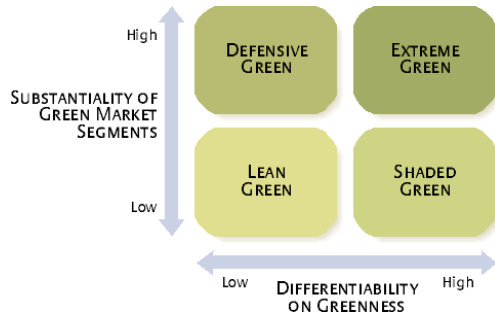 High
DEFENSIVE
GREEN
EXTREME
GREEN
SUBSTANTIALITY OF
GREEN MARKET
SEGMENTS
LEAN
GREEN
SHADED
GREEN
Low
Low
DIFFERENTIABILITY
ON GREENNESS
High